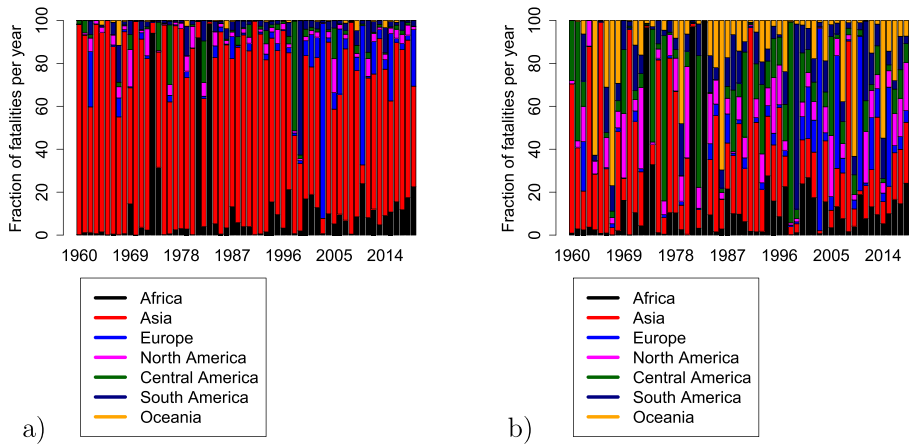 Fraction of fatalities per year
100
80
60
40
20
0
1960 1969 1978 1987 1996 2005 2014
Africa
Asia
Europe
North America
Central America
South America
Oceania
a)
Fraction of fatalities per year
100
80
60
40
20
0
1960 1969 1978 1987 1996 2005 2014
Africa
Asia
Europe
North America
Central America
South America
Oceania
b)